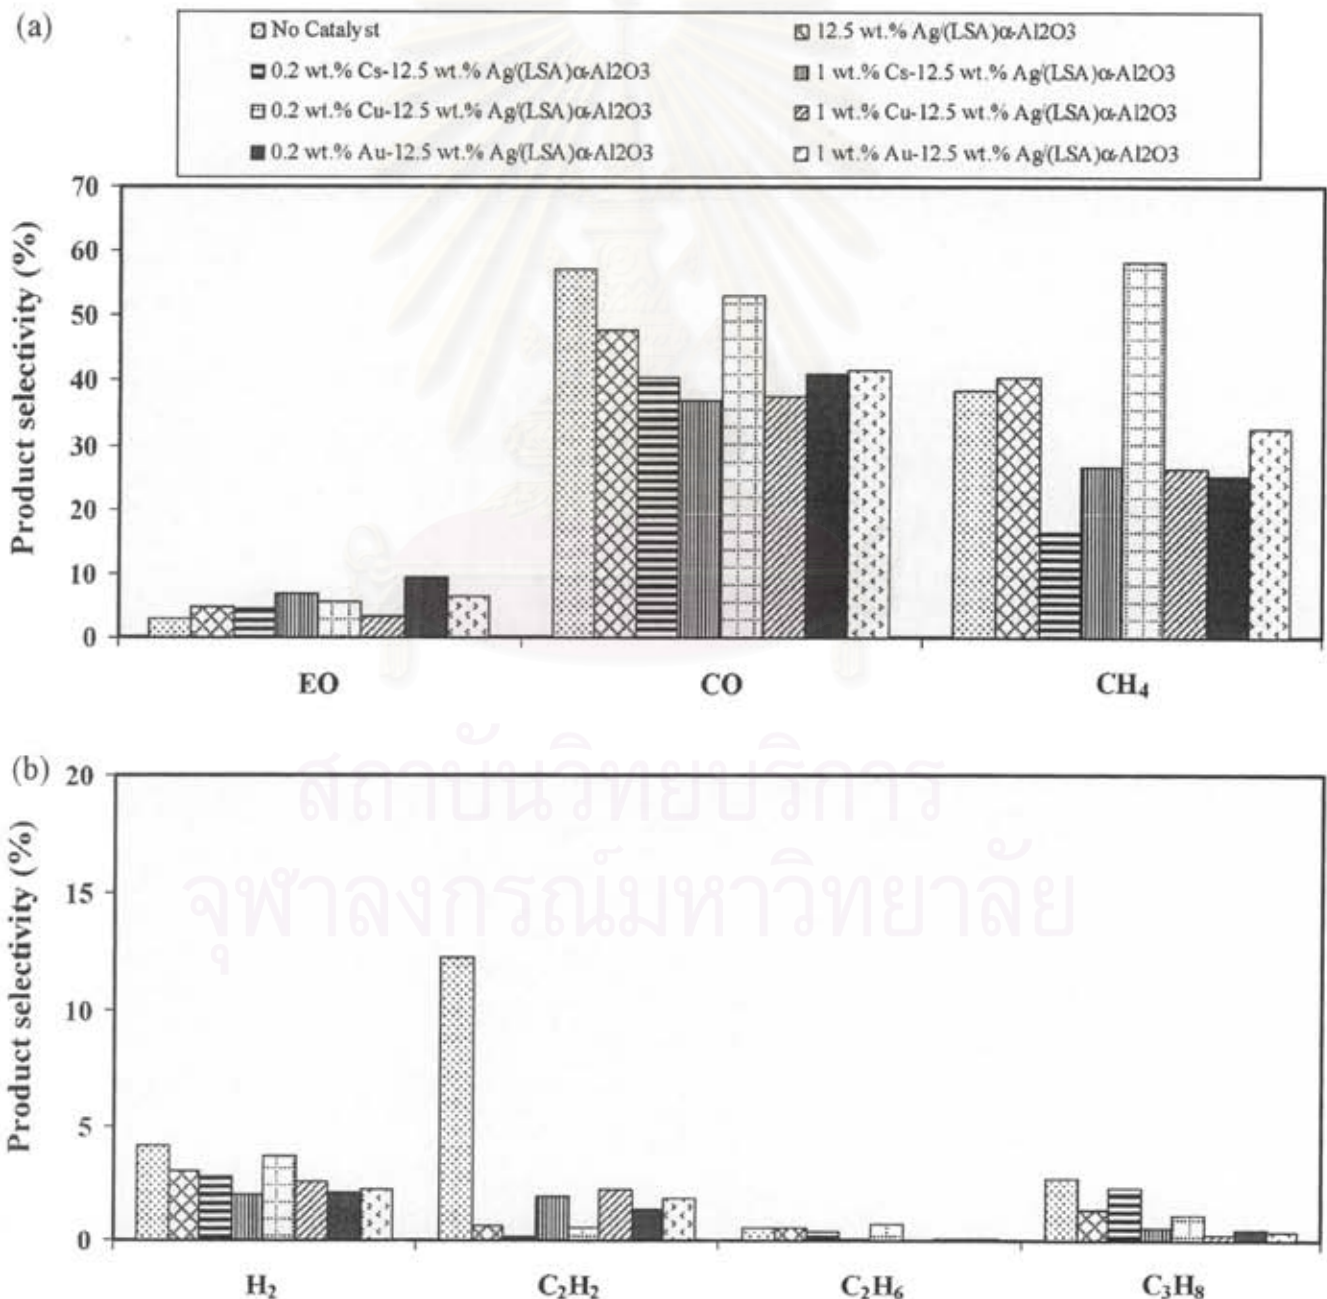 (a)
No Catalyst
12.5 wt.% Ag/(LSA)α-Al2O3
0.2 wt.% Cs-12.5 wt.% Ag/(LSA)α-Al2O3
1 wt.% Cs-12.5 wt.% Ag/(LSA)α-Al2O3
0.2 wt.% Cu-12.5 wt.% Ag/(LSA)α-Al2O3
1 wt.% Cu-12.5 wt.% Ag/(LSA)α-Al2O3
0.2 wt.% Au-12.5 wt.% Ag/(LSA)α-Al2O3
1 wt.% Au-12.5 wt.% Ag/(LSA)α-Al2O3
Product selectivity (%)
70
60
50
40
30
20
10
0
EO CO CH₄
สถาบันวิทยบริการ
จุฬาลงกรณ์มหาวิทยาลัย
(b)
Product selectivity (%)
20
15
10
5
0
H₂ C₂H₂ C₂H₆ C₃H₈